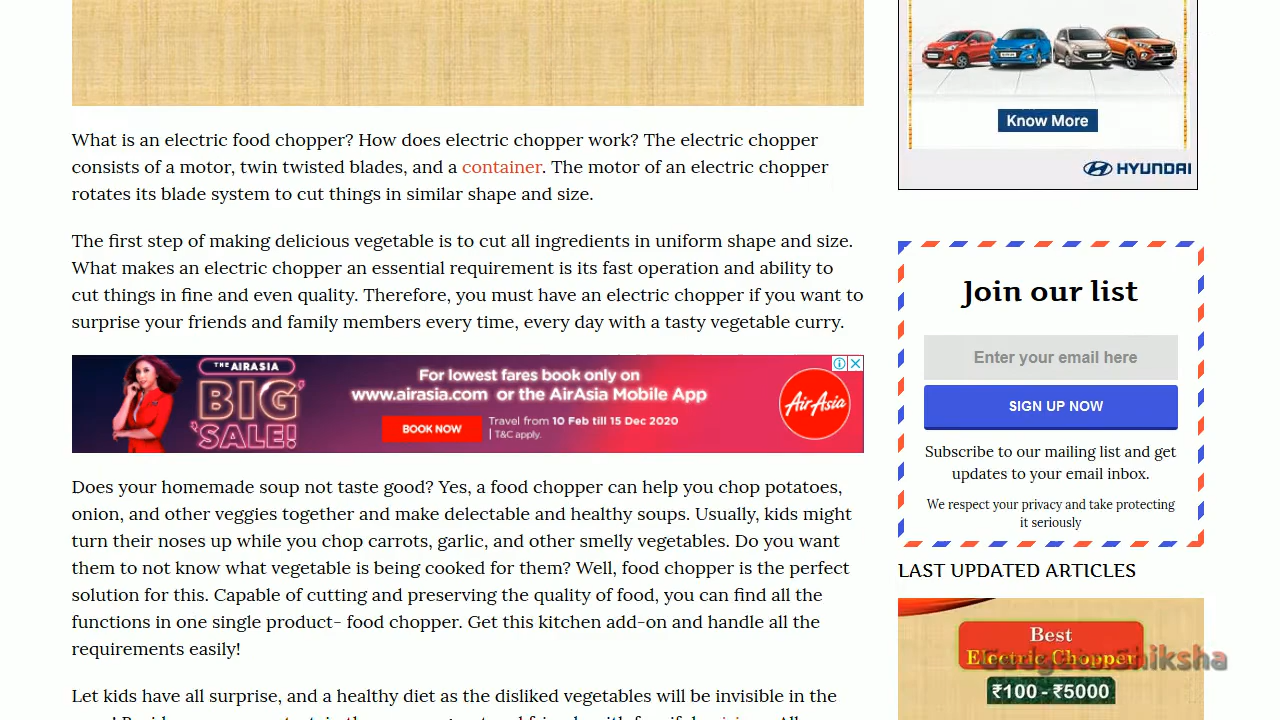 What is an electric food chopper? How does electric chopper work? The electric chopper
consists of a motor, twin twisted blades, and a container. The motor of an electric chopper
rotates its blade system to cut things in similar shape and size.
The first step of making delicious vegetable is to cut all ingredients in uniform shape and size.
What makes an electric chopper an essential requirement is its fast operation and ability to
cut things in fine and even quality. Therefore, you must have an electric chopper if you want to
surprise your friends and family members every time, every day with a tasty vegetable curry.
THE AIRASIA
BIG
SALE!
For lowest fares book only on
www.airasia.com or the AirAsia Mobile App
BOOK NOW
Travel from 10 Feb till 15 Dec 2020
| T&C apply.
AirAsia
Does your homemade soup not taste good? Yes, a food chopper can help you chop potatoes,
onion, and other veggies together and make delectable and healthy soups. Usually, kids might
turn their noses up while you chop carrots, garlic, and other smelly vegetables. Do you want
them to not know what vegetable is being cooked for them? Well, food chopper is the perfect
solution for this. Capable of cutting and preserving the quality of food, you can find all the
functions in one single product- food chopper. Get this kitchen add-on and handle all the
requirements easily!
Let kids have all surprise, and a healthy diet as the disliked vegetables will be invisible in the
Know More
HYUNDAI
Join our list
Enter your email here
SIGN UP NOW
Subscribe to our mailing list and get
updates to your email inbox.
We respect your privacy and take protecting
it seriously
LAST UPDATED ARTICLES
Best
Electric Chopper
₹100 - ₹5000
Gadgets Shiksha